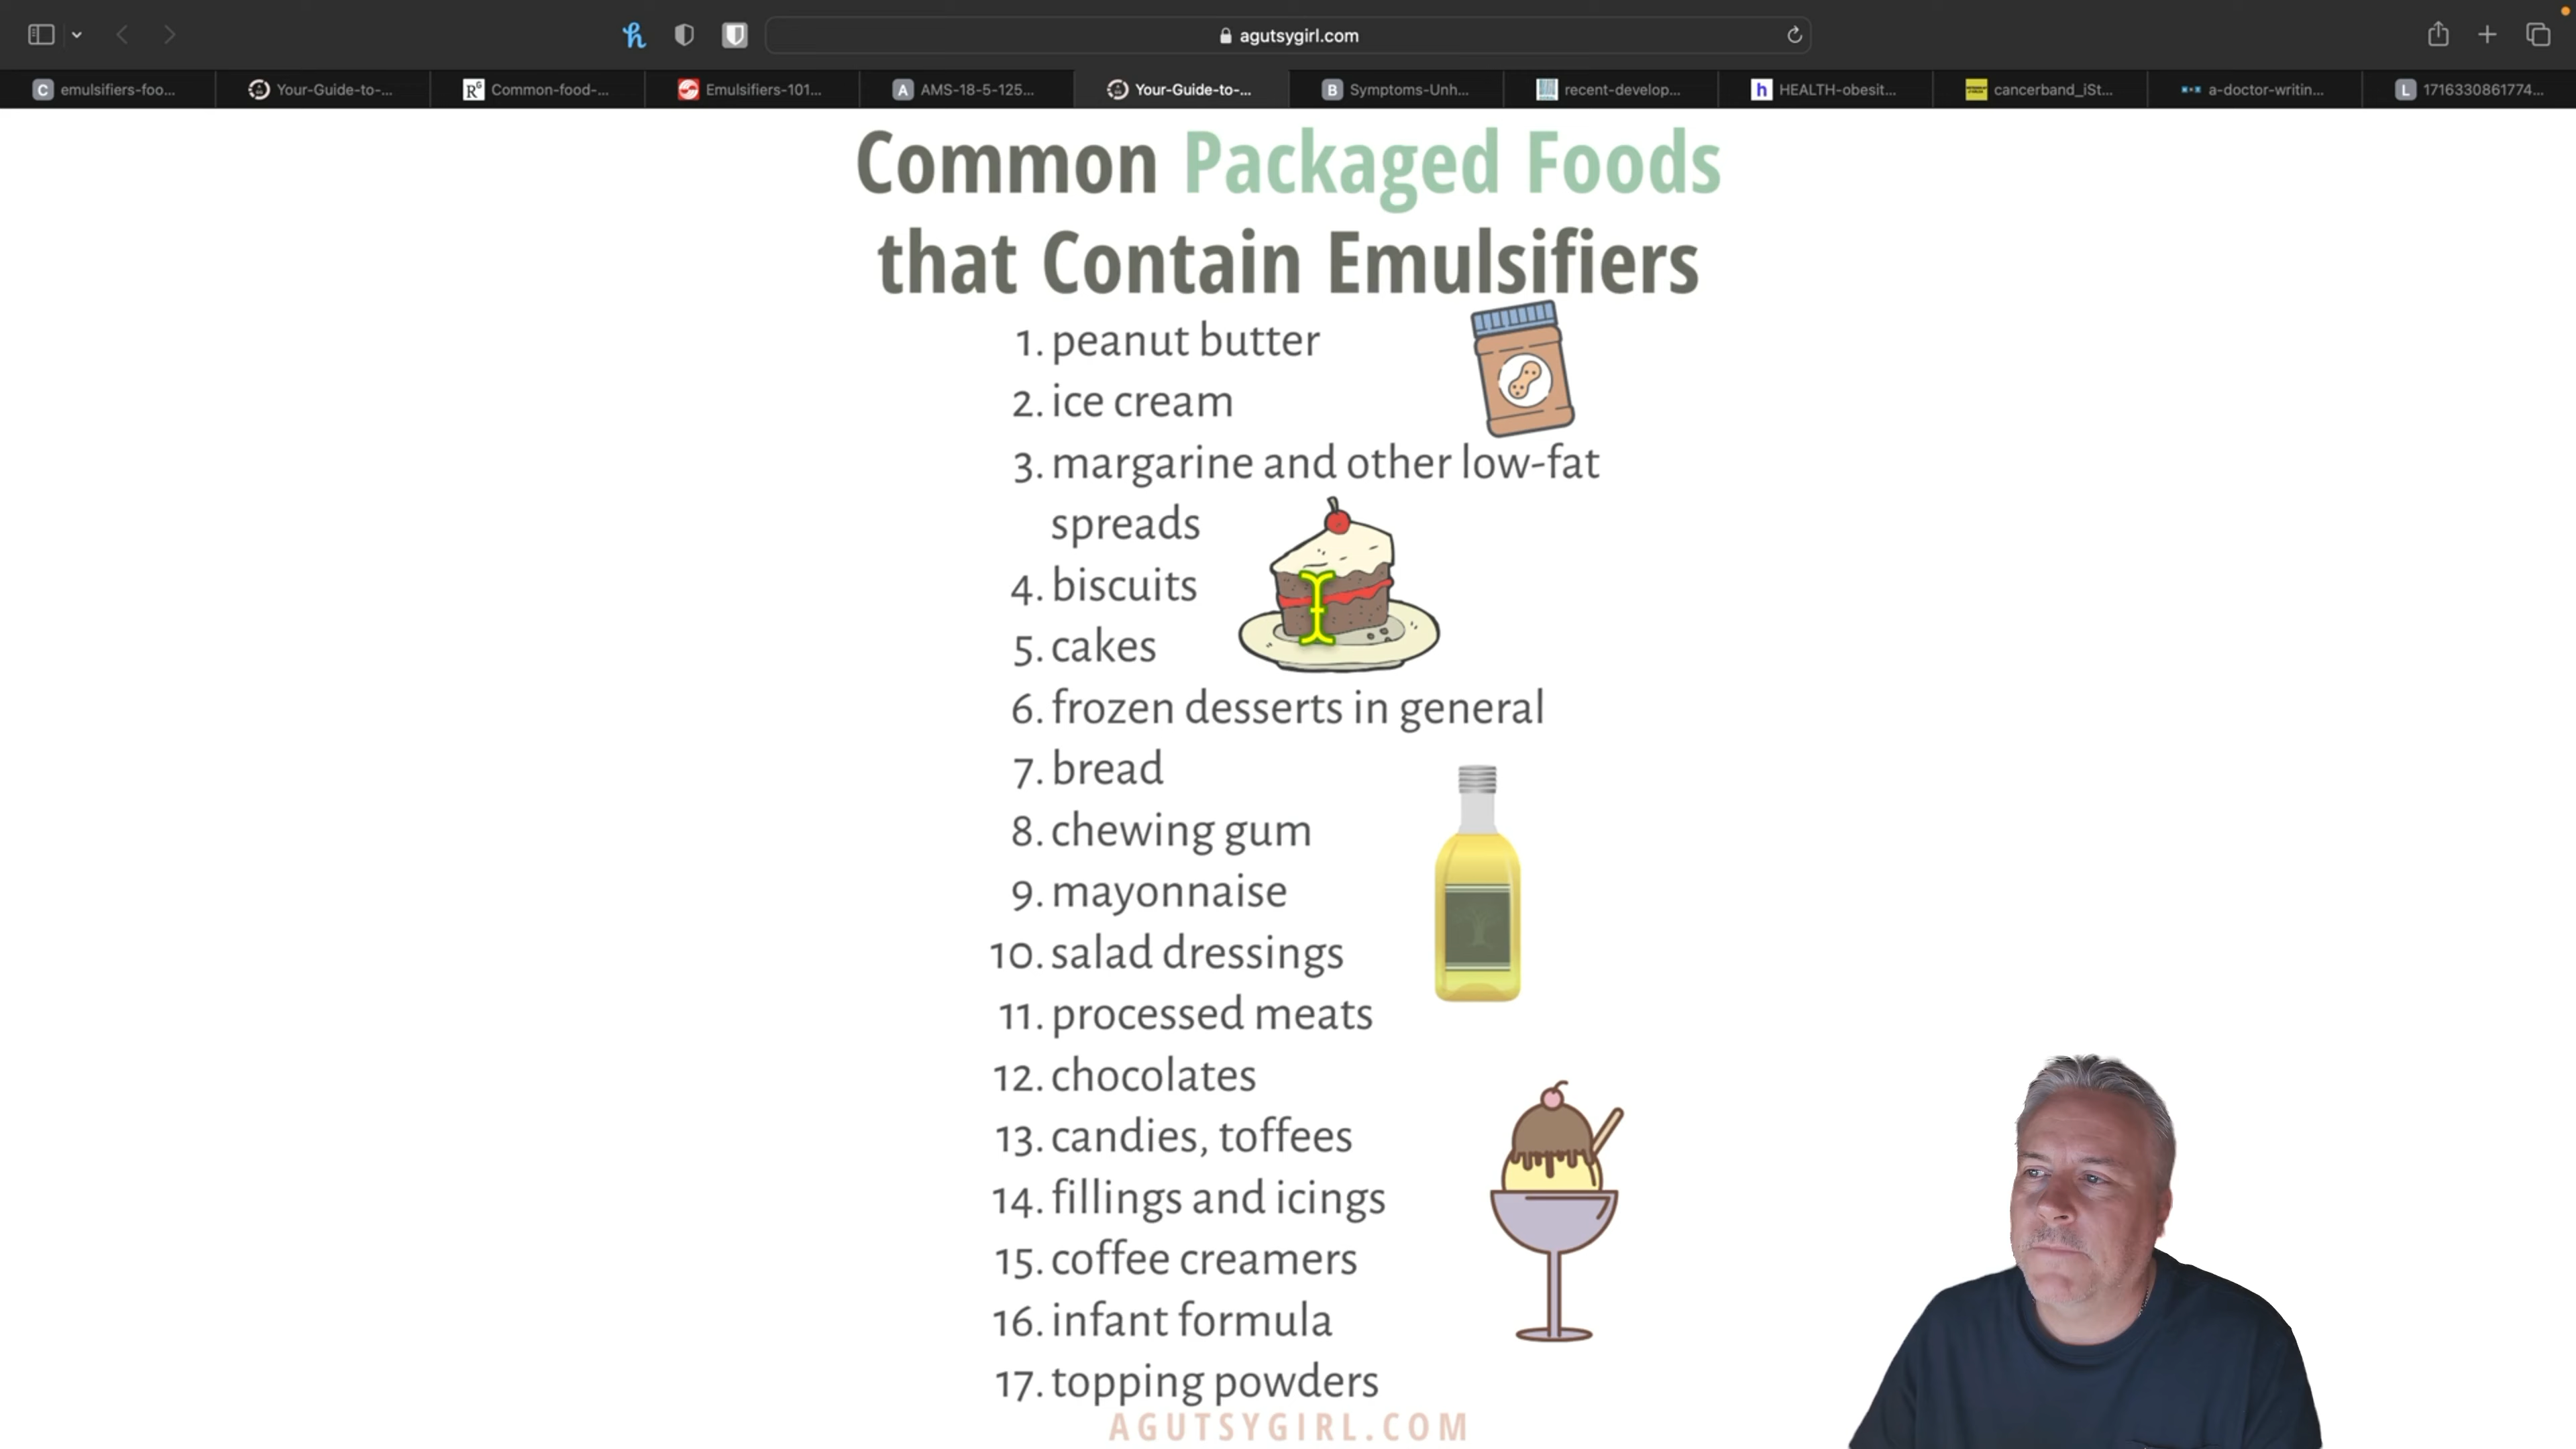 agutsygirl.com
emulsifiers-foo...
Your-Guide-to-...
Common-food-...
Emulsifiers-101...
AMS-18-5-125...
Your-Guide-to-...
Symptoms-Unh...
recent-develop...
HEALTH-obesit...
cancerband_iSt...
a-doctor-writin...
1716330861774...
Common Packaged Foods
that Contain Emulsifiers
1. peanut butter
2. ice cream
3. margarine and other low-fat
spreads
4. biscuits
5. cakes
6. frozen desserts in general
7. bread
8. chewing gum
9. mayonnaise
10. salad dressings
11. processed meats
12. chocolates
13. candies, toffees
14. fillings and icings
15. coffee creamers
16. infant formula
17. topping powders
AGUTSYGIRL.COM